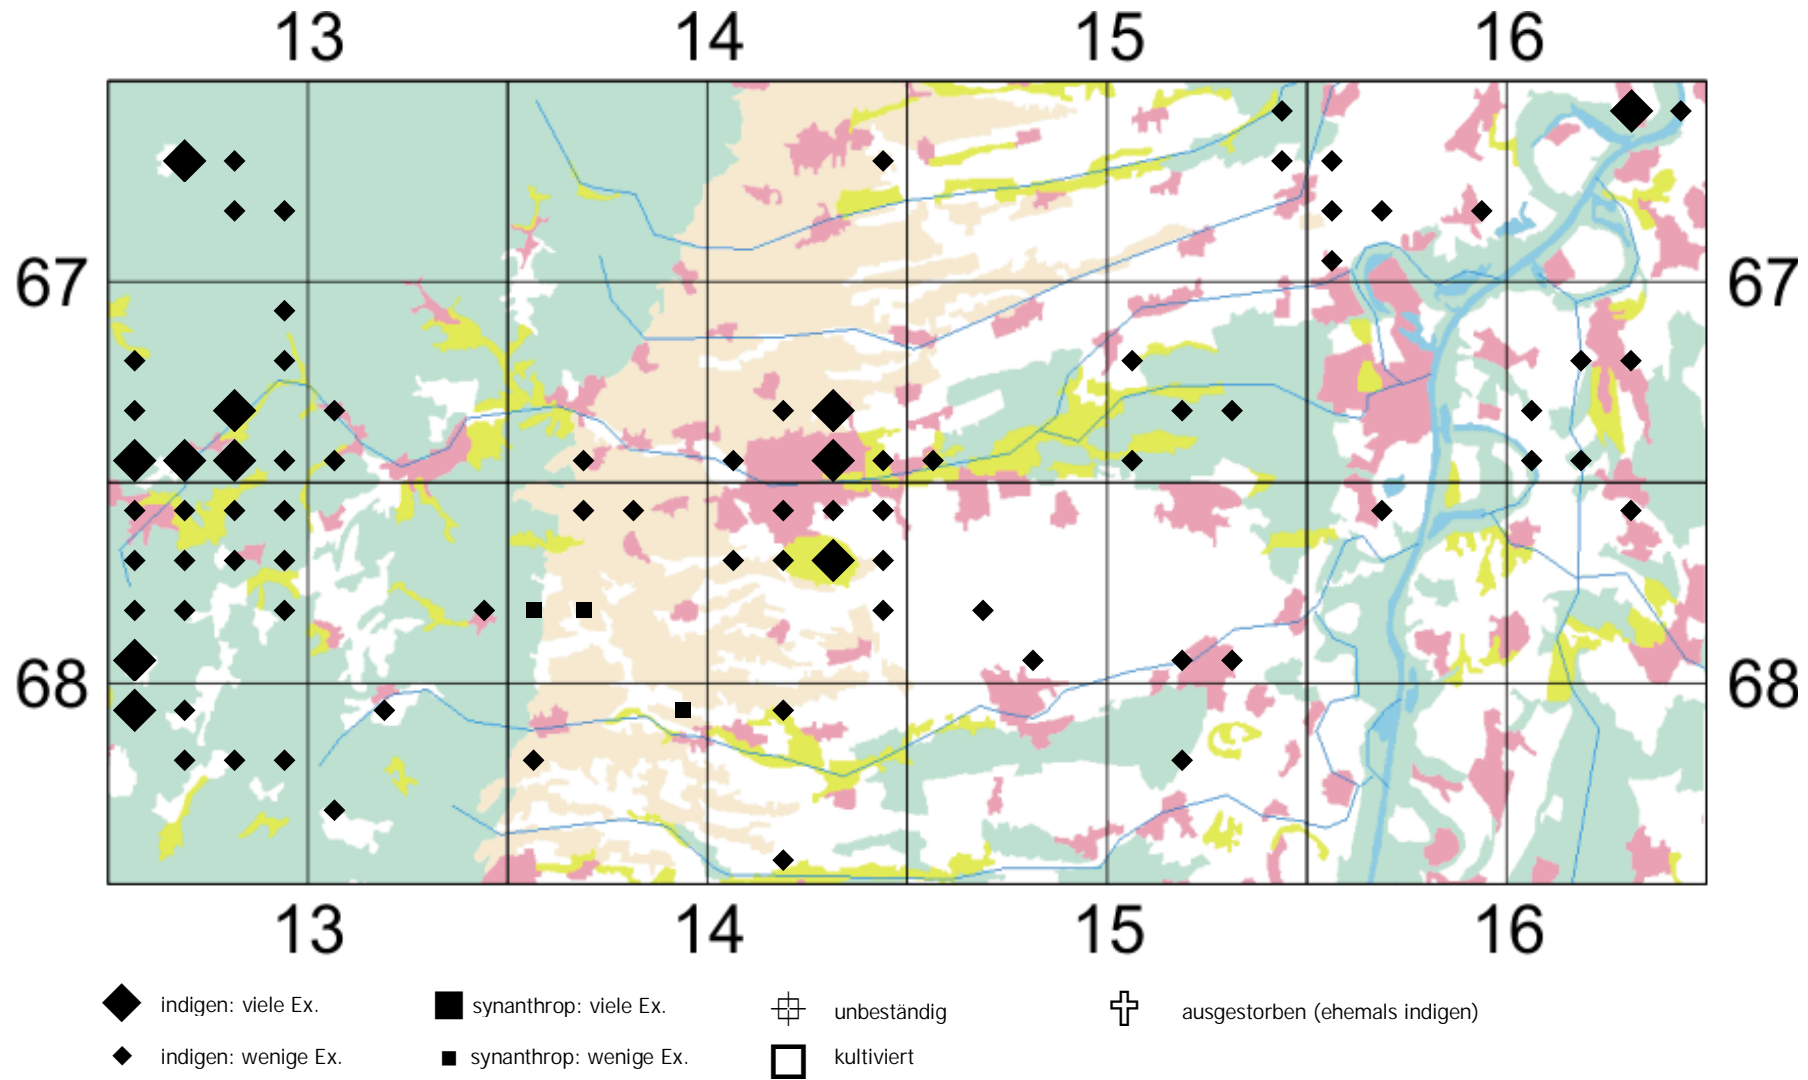 13 14 15 16
67 67
68 68
13 14 15 16
indigen: viele Ex. synanthrop: viele Ex. unbeständig ausgestorben (ehemals indigen)
indigen: wenige Ex. synanthrop: wenige Ex. kultiviert